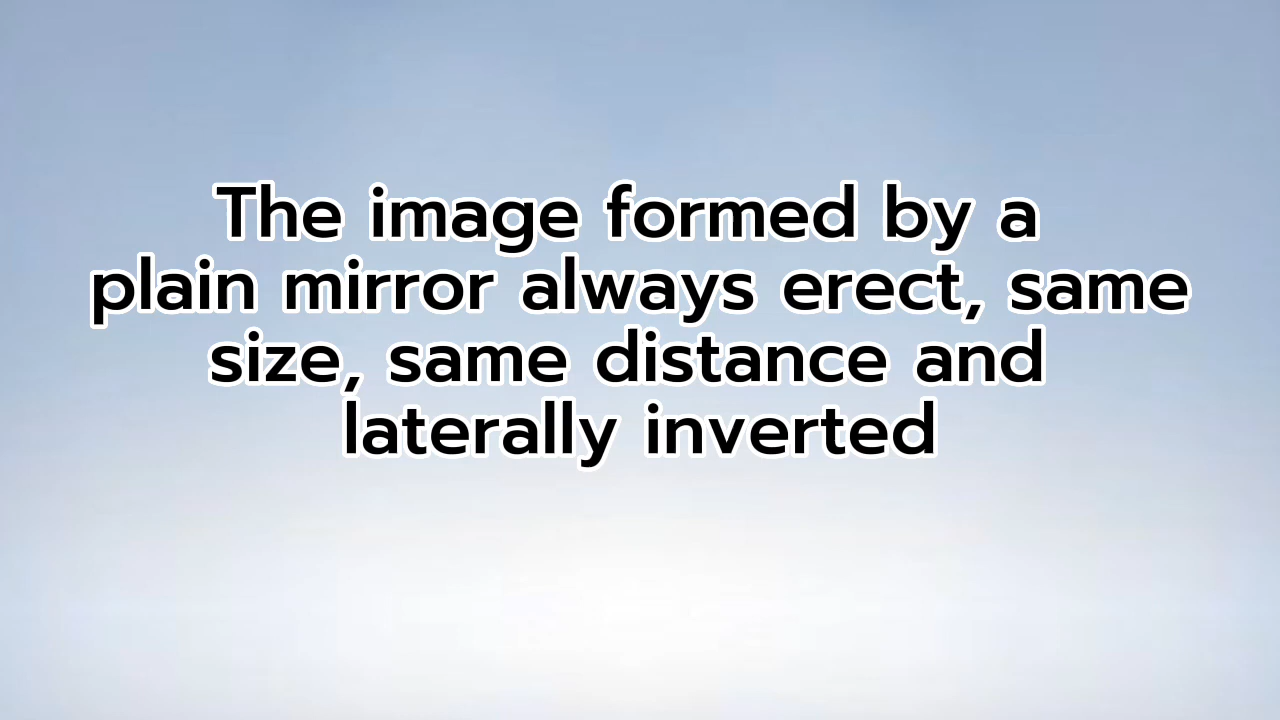 The image formed by a
plain mirror always erect, same
size, same distance and
laterally inverted